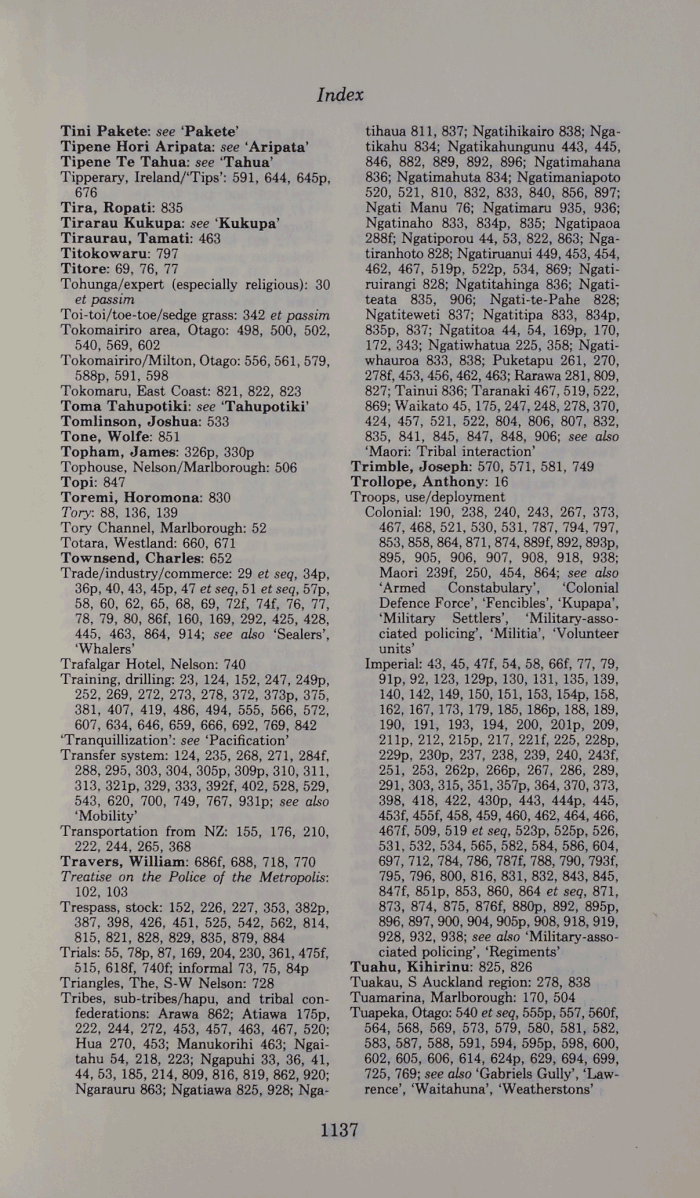 Index
Tini Pakete: see ‘Pakete’
Tipene Hori Aripata: see ‘Aripata’
Tipene Te Tahua: see ‘Tahua’
Tipperary, Ireland/‘Tips’: 591, 644, 645p,
676
Tira, Ropati: 835
Tirarau Kukupa: see ‘Kukupa’
Tiraurau, Tamati: 463
Titokowaru: 797
Titore: 69, 76, 77
Tohunga/expert (especially religious): 30
et passim
Toi-toi/toe-toe/sedge grass: 342 et passim
Tokomairiro area, Otago: 498, 500, 502,
540, 569, 602
Tokomairiro/Milton, Otago: 556, 561, 579,
588p, 591, 598
Tokomaru, East Coast: 821, 822, 823
Toma Tahupotiki: see ‘Tahupotiki’
Tomlinson, Joshua: 533
Tone, Wolfe: 851
Topham, James: 326p, 330p
Tophouse, Nelson/Marlborough: 506
Topi: 847
Toremi, Horomona: 830
Tory: 88, 136, 139
Tory Channel, Marlborough: 52
Totara, Westland: 660, 671
Townsend, Charles: 652
Trade/industry/commerce: 29 et seq, 34p,
36p, 40, 43, 45p, 47 et seq, 51 et seq, 57p,
58, 60, 62, 65, 68, 69, 72f, 74f, 76, 77,
78, 79, 80, 86f, 160, 169, 292, 425, 428,
445, 463, 864, 914; see also ‘Sealers’,
‘Whalers’
Trafalgar Hotel, Nelson: 740
Training, drilling: 23, 124, 152, 247, 249p,
252, 269, 272, 273, 278, 372, 373p, 375,
381, 407, 419, 486, 494, 555, 566, 572,
607, 634, 646, 659, 666, 692, 769, 842
‘Tranquillization’: see ‘Pacification’
Transfer system: 124, 235, 268, 271, 284f,
288, 295, 303, 304, 305p, 309p, 310, 311,
313, 321p, 329, 333, 392f, 402, 528, 529,
543, 620, 700, 749, 767, 931p; see also
‘Mobility’
Transportation from NZ: 155, 176, 210,
222, 244, 265, 368
Travers, William: 686f, 688, 718, 770
Treatise on the Police of the Metropolis:
102, 103
Trespass, stock: 152, 226, 227, 353, 382p,
387, 398, 426, 451, 525, 542, 562, 814,
815, 821, 828, 829, 835, 879, 884
Trials: 55, 78p, 87, 169, 204, 230, 361, 475f,
515, 618f, 740f; informal 73, 75, 84p
Triangles, The, S-W Nelson: 728
Tribes, sub-tribes/hapu, and tribal con-
federations: Arawa 862; Atiawa 175p,
222, 244, 272, 453, 457, 463, 467, 520;
Hua 270, 453; Manukorihi 463; Ngai-
tahu 54, 218, 223; Ngapuhi 33, 36, 41,
44, 53, 185, 214, 809, 816, 819, 862, 920;
Ngarauru 863; Ngatiawa 825, 928; Nga-
tihaua 811, 837; Ngatihikairo 838; Nga-
tikahu 834; Ngatikahungunu 443, 445,
846, 882, 889, 892, 896; Ngatimahana
836; Ngatimahuta 834; Ngatimaniapoto
520, 521, 810, 832, 833, 840, 856, 897;
Ngati Manu 76; Ngatimaru 935, 936;
Ngatinaho 833, 834p, 835; Ngatipaoa
288f; Ngatiporou 44, 53, 822, 863; Nga-
tiranhoto 828; Ngatiruanui 449, 453, 454,
462, 467, 519p, 522p, 534, 869; Ngati-
ruirangi 828; Ngatitahinga 836; Ngati-
teata 835, 906; Ngati-te-Pahe 828;
Ngatiteweti 837; Ngatitipa 833, 834p,
835p, 837; Ngatitoa 44, 54, 169p, 170,
172, 343; Ngatiwhatua 225, 358; Ngati-
whauroa 833, 838; Puketapu 261, 270,
278f, 453, 456, 462, 463; Rarawa 281, 809,
827; Tainui 836; Taranaki 467, 519, 522,
869; Waikato 45, 175, 247, 248, 278, 370,
424, 457, 521, 522, 804, 806, 807, 832,
835, 841, 845, 847, 848, 906; see also
‘Maori: Tribal interaction’
Trimble, Joseph: 570, 571, 581, 749
Trollope, Anthony: 16
Troops, use/deployment
Colonial: 190, 238, 240, 243, 267, 373,
467, 468, 521, 530, 531, 787, 794, 797,
853, 858, 864, 871, 874, 889f, 892, 893p,
895, 905, 906, 907, 908, 918, 938;
Maori 239f, 250, 454, 864; see also
‘Armed Constabulary’, ‘Colonial
Defence Force’, ‘Fencibles’, ‘Kupapa’,
‘Military Settlers’, ‘Military-asso-
ciated policing’, ‘Militia’, ‘Volunteer
units’
Imperial: 43, 45, 47f, 54, 58, 66f, 77, 79,
91p, 92, 123, 129p, 130, 131, 135, 139,
140, 142, 149, 150, 151, 153, 154p, 158,
162, 167, 173, 179, 185, 186p, 188, 189,
190, 191, 193, 194, 200, 201p, 209,
211p, 212, 215p, 217, 221f, 225, 228p,
229p, 230p, 237, 238, 239, 240, 243f,
251, 253, 262p, 266p, 267, 286, 289,
291, 303, 315, 351, 357p, 364, 370, 373,
398, 418, 422, 430p, 443, 444p, 445,
453f, 455f, 458, 459, 460, 462, 464, 466,
467f, 509, 519 et seq, 523p, 525p, 526,
531, 532, 534, 565, 582, 584, 586, 604,
697, 712, 784, 786, 787f, 788, 790, 793f,
795, 796, 800, 816, 831, 832, 843, 845,
847f, 851p, 853, 860, 864 et seq, 871,
873, 874, 875, 876f, 880p, 892, 895p,
896, 897, 900, 904, 905p, 908, 918, 919,
928, 932, 938; see also ‘Military-asso-
ciated policing’, ‘Regiments’
Tuahu, Kihirinu: 825, 826
Tuakau, S Auckland region: 278, 838
Tuamarina, Marlborough: 170, 504
Tuapeka, Otago: 540 et seq, 555p, 557, 560f,
564, 568, 569, 573, 579, 580, 581, 582,
583, 587, 588, 591, 594, 595p, 598, 600,
602, 605, 606, 614, 624p, 629, 694, 699,
725, 769; see also ‘Gabriels Gully’, ‘Law-
rence’, ‘Waitahuna’, ‘Weatherstons’
1137